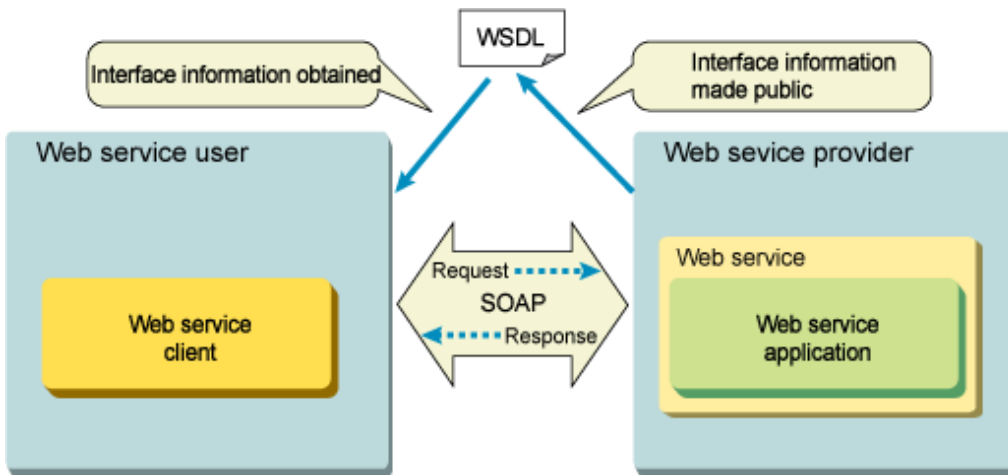 WSDL
Interface information obtained
Interface information
made public
Web service user
Web sevice provider
Request
SOAP
Response
Web service
client
Web service
Web service
application